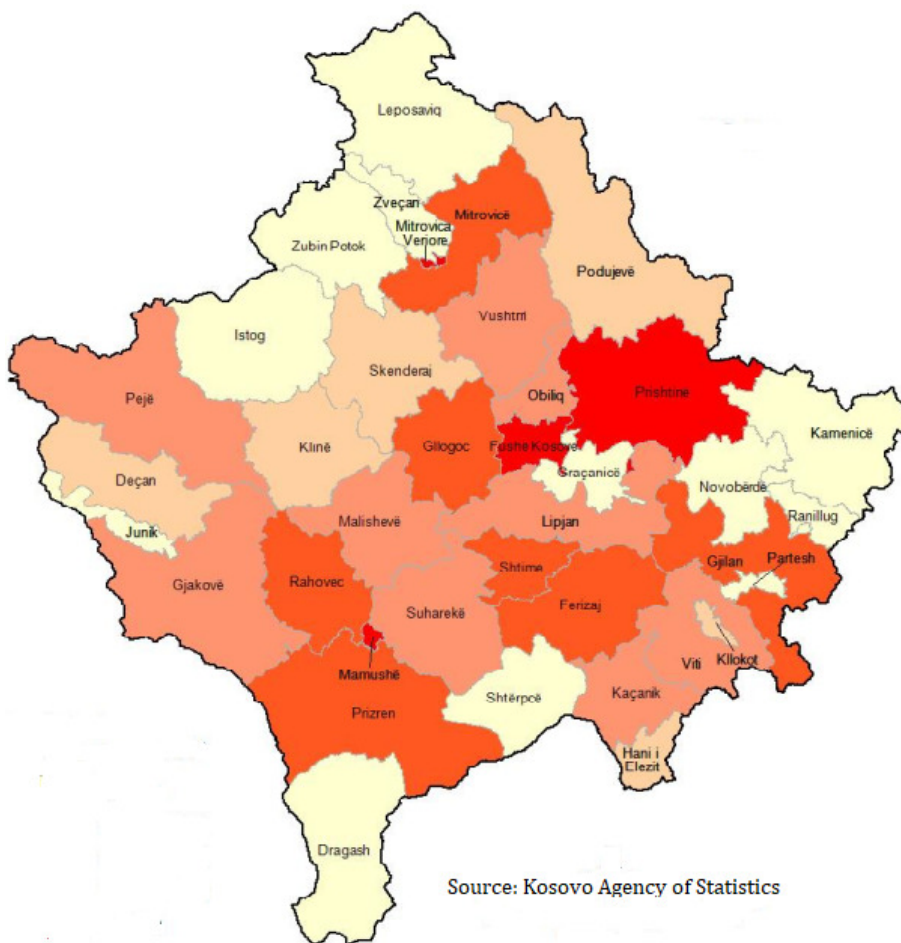 Leposaviq
Zveçan
Mitrovicë
Mitrovica
Veriore
Zubin Potok
Podujevë
Vushtrri
Istog
Skenderaj
Pejë
Obiliq
Prishtinë
Kamenicë
Klinë
Gllogoc
Fushe Kosove
Graçanicë
Deçan
Novobërdë
Ranillug
Malishevë
Lipjan
Junik
Gjilan
Partesh
Shtime
Gjakovë
Rahovec
Ferizaj
Suharekë
Kllokot
Viti
Mamushë
Kaçanik
Shtërpcë
Prizren
Hani i
Elezit
Dragash
Source: Kosovo Agency of Statistics